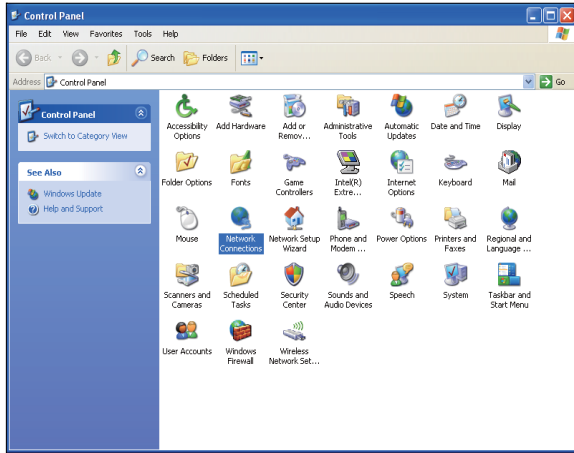 Control Panel
File Edit View Favorites Tools Help
Back Search Folders
Address Control Panel Go
Control Panel
Switch to Category View
See Also
Windows Update
Help and Support
Accessibility Options
Add Hardware
Add or Remov...
Administrative Tools
Automatic Updates
Date and Time
Display
Folder Options
Fonts
Game Controllers
Intel(R) Extre...
Internet Options
Keyboard
Mail
Mouse
Network Connections
Network Setup Wizard
Phone and Modem ...
Power Options
Printers and Faxes
Regional and Language ...
Scanners and Cameras
Scheduled Tasks
Security Center
Sounds and Audio Devices
Speech
System
Taskbar and Start Menu
User Accounts
Windows Firewall
Wireless Network Set...